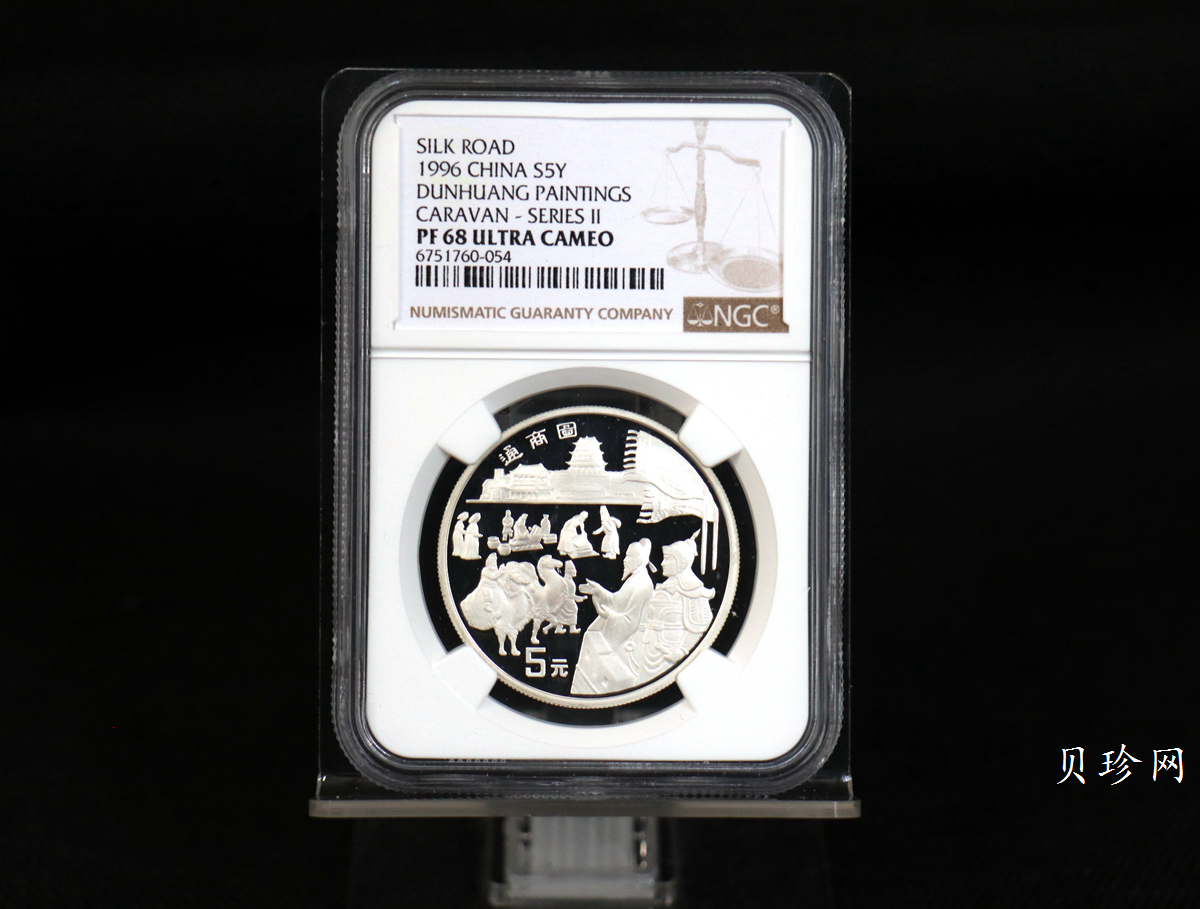 SILK ROAD
1996 CHINA S5Y
DUNHUANG PAINTINGS
CARAVAN - SERIES II
PF 68 ULTRA CAMEO
6751760-054
NUMISMATIC GUARANTY COMPANY
NGC®
通商圖
5元
贝珍网